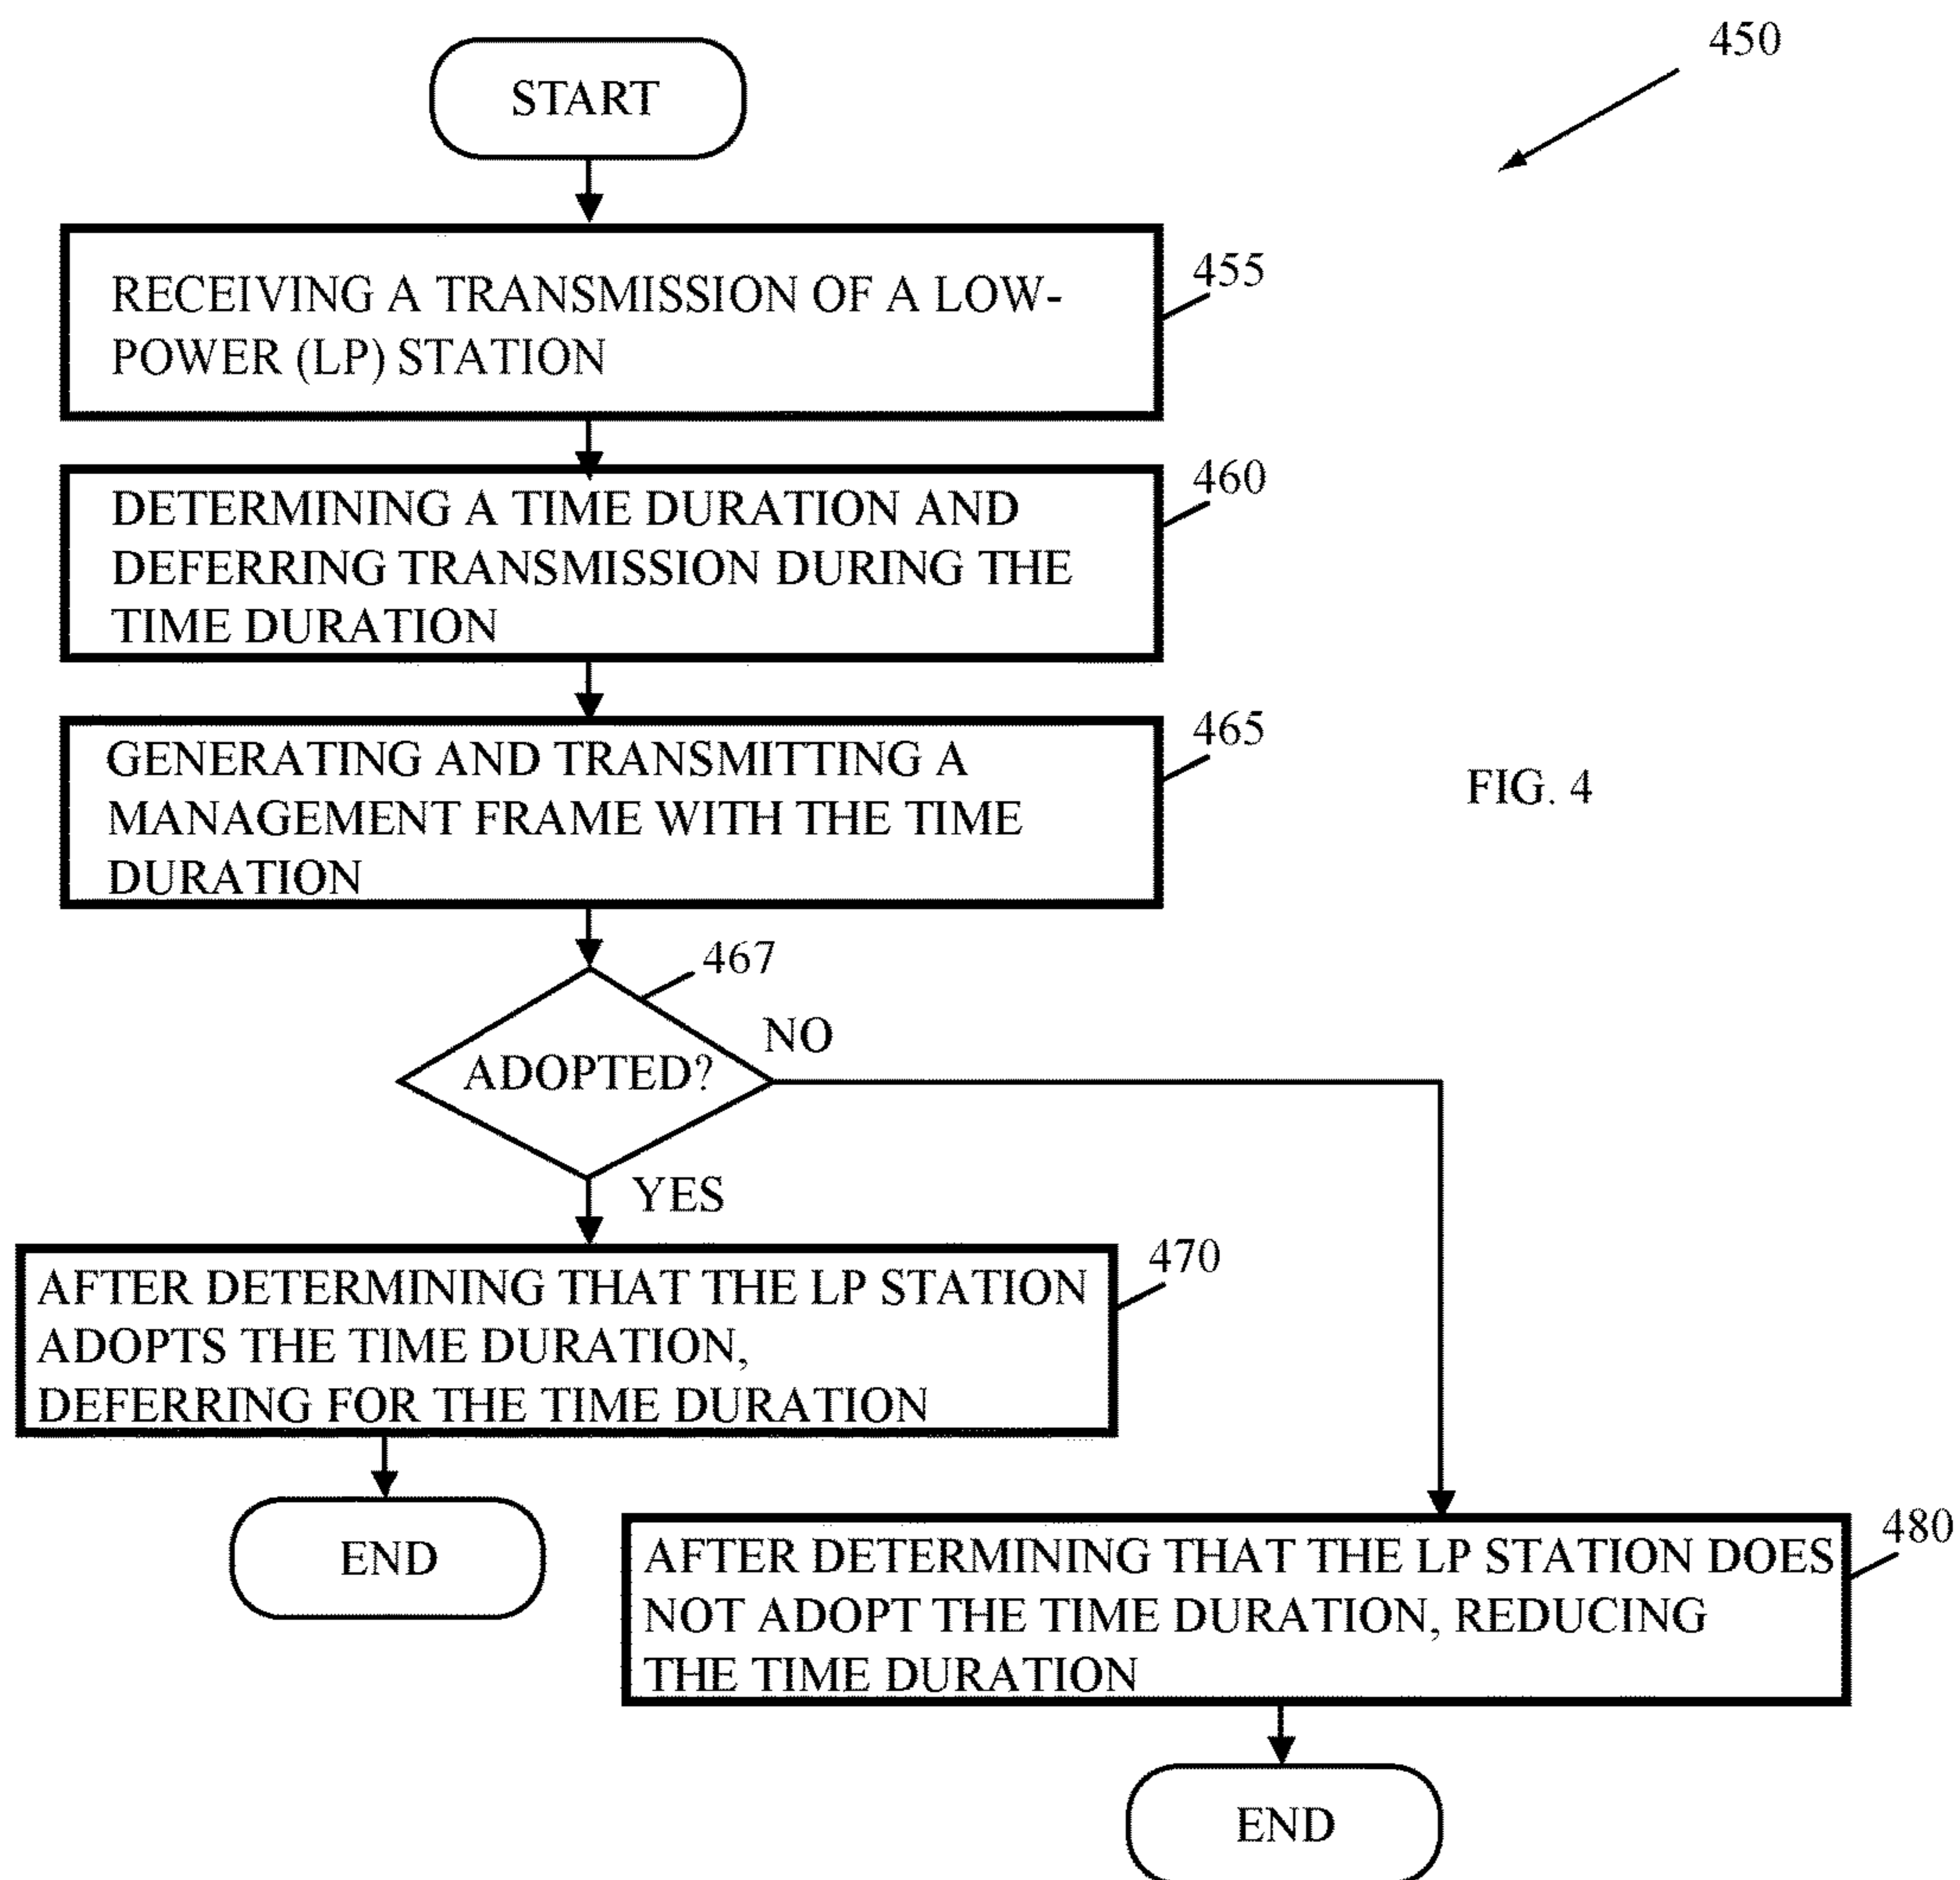 450
START
RECEIVING A TRANSMISSION OF A LOW-
POWER (LP) STATION
455
DETERMINING A TIME DURATION AND
DEFERRING TRANSMISSION DURING THE
TIME DURATION
460
GENERATING AND TRANSMITTING A
MANAGEMENT FRAME WITH THE TIME
DURATION
465
FIG. 4
467
ADOPTED?
NO
YES
AFTER DETERMINING THAT THE LP STATION
ADOPTS THE TIME DURATION,
DEFERRING FOR THE TIME DURATION
470
END
AFTER DETERMINING THAT THE LP STATION DOES
NOT ADOPT THE TIME DURATION, REDUCING
THE TIME DURATION
480
END